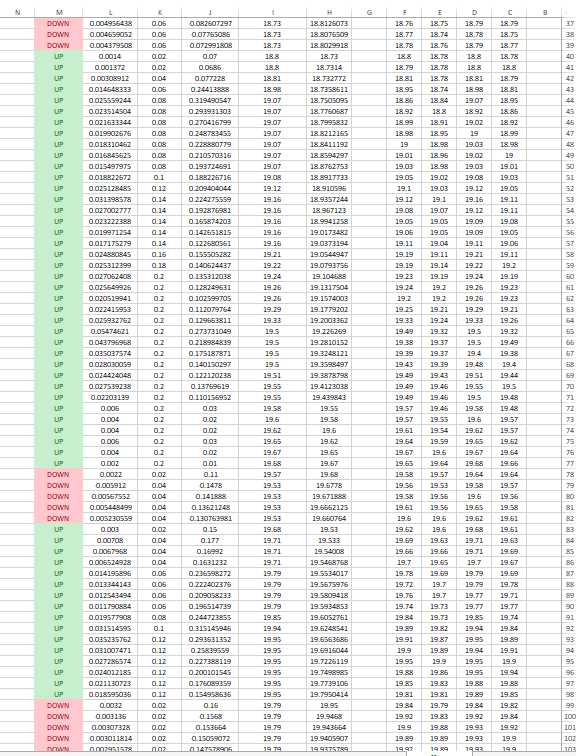 N M L K J I H G F E D C B
DOWN 0.004956438 0.06 0.082607297 18.73 18.8126073 18.76 18.75 18.79 18.79 37
DOWN 0.004659052 0.06 0.07765086 18.73 18.8076509 18.77 18.74 18.78 18.75 38
DOWN 0.004379508 0.06 0.072991808 18.73 18.8029918 18.78 18.76 18.79 18.77 39
UP 0.0014 0.02 0.07 18.8 18.73 18.8 18.78 18.8 18.78 40
UP 0.001372 0.02 0.0686 18.8 18.7314 18.79 18.78 18.8 18.8 41
UP 0.00308912 0.04 0.077228 18.81 18.732772 18.81 18.78 18.81 18.79 42
UP 0.014648333 0.06 0.24413888 18.98 18.7358611 18.95 18.74 18.98 18.81 43
UP 0.025559244 0.08 0.319490547 19.07 18.7505095 18.86 18.84 19.07 18.95 44
UP 0.023514504 0.08 0.293931303 19.07 18.7760687 18.92 18.8 18.92 18.86 45
UP 0.021633344 0.08 0.270416799 19.07 18.7995832 18.99 18.91 19.02 18.92 46
UP 0.019902676 0.08 0.248783455 19.07 18.8212165 18.98 18.95 19 18.99 47
UP 0.018310462 0.08 0.228880779 19.07 18.8411192 19 18.98 19.03 18.98 48
UP 0.016845625 0.08 0.210570316 19.07 18.8594297 19.01 18.96 19.02 19 49
UP 0.015497975 0.08 0.193724691 19.07 18.8762753 19.03 18.98 19.03 19.01 50
UP 0.018822672 0.1 0.188226716 19.08 18.8917733 19.05 19.02 19.08 19.03 51
UP 0.025128485 0.12 0.209404044 19.12 18.910596 19.1 19.03 19.12 19.05 52
UP 0.031398578 0.14 0.224275559 19.16 18.9357244 19.12 19.1 19.16 19.11 53
UP 0.027002777 0.14 0.192876981 19.16 18.967123 19.08 19.07 19.12 19.11 54
UP 0.023222388 0.14 0.165874203 19.16 18.9941258 19.05 19.05 19.09 19.08 55
UP 0.019971254 0.14 0.142651815 19.16 19.0173482 19.06 19.05 19.09 19.05 56
UP 0.017175279 0.14 0.122680561 19.16 19.0373194 19.11 19.04 19.11 19.06 57
UP 0.024880845 0.16 0.155505282 19.21 19.0544947 19.19 19.11 19.21 19.11 58
UP 0.025312399 0.18 0.140624437 19.22 19.0793756 19.19 19.14 19.22 19.2 59
UP 0.027062408 0.2 0.135312038 19.24 19.104688 19.23 19.19 19.24 19.19 60
UP 0.025649926 0.2 0.128249631 19.26 19.1317504 19.24 19.2 19.26 19.23 61
UP 0.020519941 0.2 0.102599705 19.26 19.1574003 19.2 19.2 19.26 19.23 62
UP 0.022415953 0.2 0.112079764 19.29 19.1779202 19.25 19.21 19.29 19.21 63
UP 0.025932762 0.2 0.129663811 19.33 19.2003362 19.33 19.24 19.33 19.26 64
UP 0.05474621 0.2 0.273731049 19.5 19.226269 19.49 19.32 19.5 19.32 65
UP 0.043796968 0.2 0.218984839 19.5 19.2810152 19.38 19.37 19.5 19.49 66
UP 0.035037574 0.2 0.175187871 19.5 19.3248121 19.39 19.37 19.4 19.38 67
UP 0.028030059 0.2 0.140150297 19.5 19.3598497 19.43 19.39 19.48 19.4 68
UP 0.024424048 0.2 0.122120238 19.51 19.3878798 19.49 19.43 19.51 19.44 69
UP 0.027539238 0.2 0.13769619 19.55 19.4123038 19.49 19.46 19.55 19.5 70
UP 0.02203139 0.2 0.110156952 19.55 19.439843 19.49 19.46 19.5 19.48 71
UP 0.006 0.2 0.03 19.58 19.55 19.57 19.46 19.58 19.48 72
UP 0.004 0.2 0.02 19.6 19.58 19.57 19.55 19.6 19.57 73
UP 0.004 0.2 0.02 19.62 19.6 19.61 19.54 19.62 19.57 74
UP 0.006 0.2 0.03 19.65 19.62 19.64 19.59 19.65 19.62 75
UP 0.004 0.2 0.02 19.67 19.65 19.67 19.6 19.67 19.64 76
UP 0.002 0.2 0.01 19.68 19.67 19.65 19.64 19.68 19.66 77
DOWN 0.0022 0.02 0.11 19.57 19.68 19.58 19.57 19.64 19.64 78
DOWN 0.005912 0.04 0.1478 19.53 19.6778 19.56 19.53 19.58 19.57 79
DOWN 0.00567552 0.04 0.141888 19.53 19.671888 19.58 19.56 19.6 19.56 80
DOWN 0.005448499 0.04 0.13621248 19.53 19.6662125 19.61 19.56 19.65 19.58 81
DOWN 0.005230559 0.04 0.130763981 19.53 19.660764 19.6 19.6 19.62 19.61 82
UP 0.003 0.02 0.15 19.68 19.533 19.62 19.6 19.68 19.61 83
UP 0.00708 0.04 0.177 19.71 19.533 19.69 19.63 19.71 19.63 84
UP 0.0067968 0.04 0.16992 19.71 19.54008 19.66 19.66 19.71 19.69 85
UP 0.006524928 0.04 0.1631232 19.71 19.5468768 19.7 19.65 19.7 19.67 86
UP 0.014195896 0.06 0.236598272 19.79 19.5534017 19.78 19.69 19.79 19.69 87
UP 0.013344143 0.06 0.222402376 19.79 19.5675976 19.72 19.7 19.79 19.78 88
UP 0.012543494 0.06 0.209058233 19.79 19.5809418 19.76 19.7 19.77 19.71 89
UP 0.011790884 0.06 0.196514739 19.79 19.5934853 19.74 19.73 19.77 19.77 90
UP 0.019577908 0.08 0.244723855 19.85 19.6052761 19.84 19.73 19.85 19.74 91
UP 0.031514595 0.1 0.315145946 19.94 19.6248541 19.89 19.82 19.94 19.84 92
UP 0.035235762 0.12 0.293631352 19.95 19.6563686 19.91 19.87 19.95 19.89 93
UP 0.031007471 0.12 0.25839559 19.95 19.6916044 19.9 19.89 19.94 19.91 94
UP 0.027286574 0.12 0.227388119 19.95 19.7226119 19.95 19.9 19.95 19.9 95
UP 0.024012185 0.12 0.200101545 19.95 19.7498985 19.88 19.86 19.95 19.94 96
UP 0.021130723 0.12 0.176089359 19.95 19.7739106 19.85 19.83 19.88 19.88 97
UP 0.018595036 0.12 0.154958636 19.95 19.7950414 19.81 19.81 19.89 19.85 98
DOWN 0.0032 0.02 0.16 19.79 19.95 19.84 19.79 19.84 19.82 99
DOWN 0.003136 0.02 0.1568 19.79 19.9468 19.92 19.83 19.92 19.84 100
DOWN 0.00307328 0.02 0.153664 19.79 19.943664 19.9 19.88 19.93 19.92 101
DOWN 0.003011814 0.02 0.15059072 19.79 19.9405907 19.89 19.89 19.93 19.9 102
DOWN 0.002951578 0.02 0.147578906 19.79 19.9375789 19.92 19.89 19.93 19.9 103